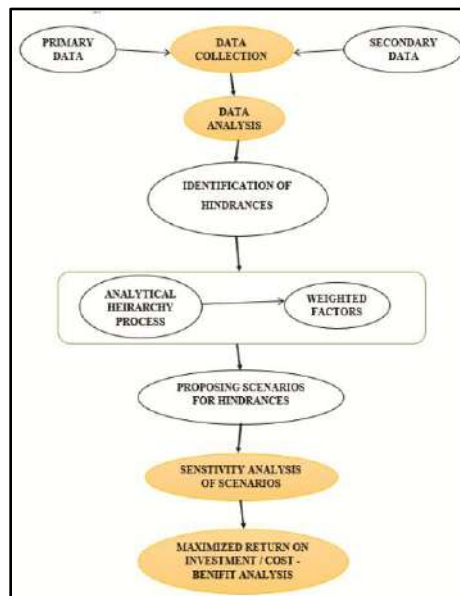 PRIMARY
DATA
DATA
COLLECTION
SECONDARY
DATA
DATA
ANALYSIS
IDENTIFICATION OF
HINDRANCES
ANALYTICAL
HEIRARCHY
PROCESS
WEIGHTED
FACTORS
PROPOSING SCENARIOS
FOR HINDRANCES
SENSTIVITY ANALYSIS
OF SCENARIOS
MAXIMIZED RETURN ON
INVESTMENT / COST -
BENIFIT ANALYSIS